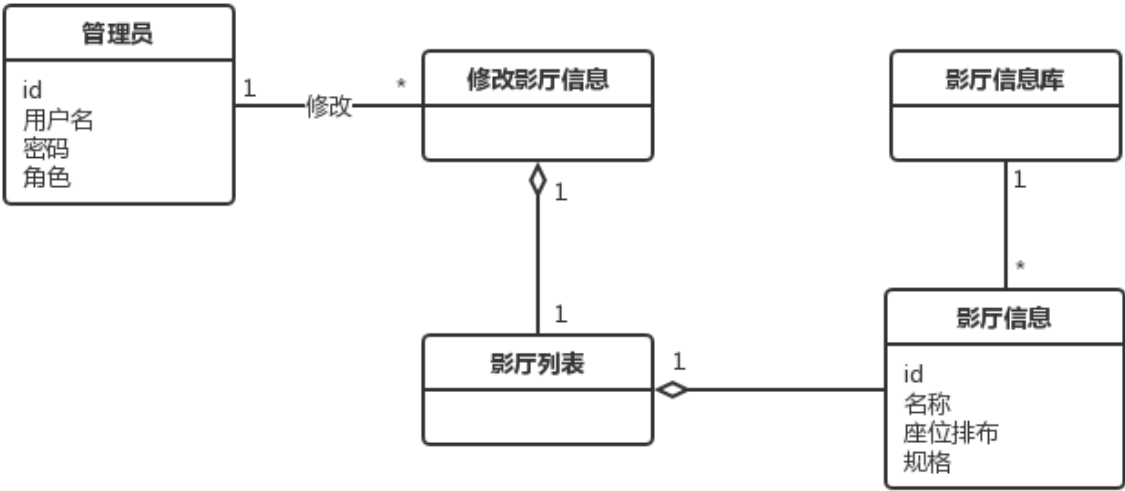 管理员
id
用户名
密码
角色
1
修改
*
修改影厅信息
影厅信息库
1
1
*
1
影厅列表
1
影厅信息
id
名称
座位排布
规格